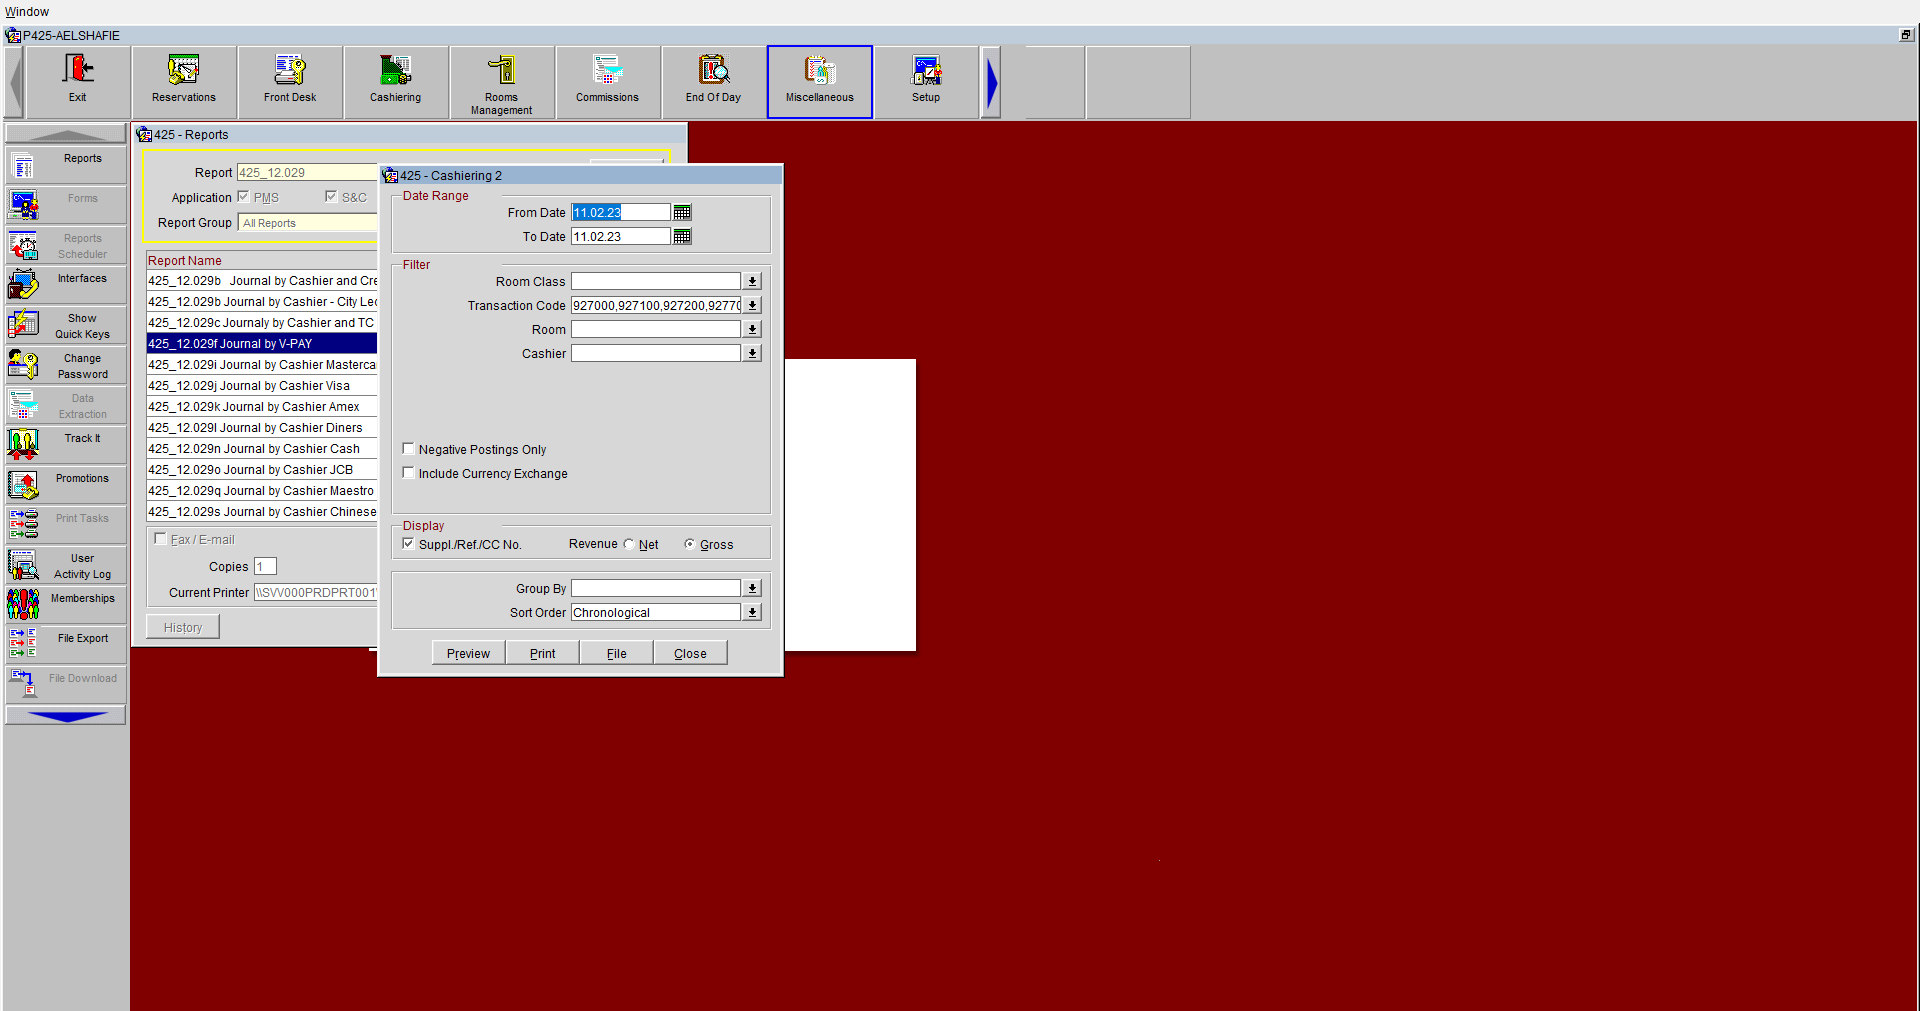 Window
P425-AELSHAFIE
Exit
Reservations
Front Desk
Cashiering
Rooms
Management
Commissions
End Of Day
Miscellaneous
Setup
Reports
Forms
Reports
Scheduler
Interfaces
Show
Quick Keys
Change
Password
Data
Extraction
Track It
Promotions
Print Tasks
User
Activity Log
Memberships
File Export
File Download
425 - Reports
Report 425_12.029
Application PMS S&C
Report Group All Reports
Report Name
425_12.029b Journal by Cashier and Cre
425_12.029b Journal by Cashier - City Lec
425_12.029c Journaly by Cashier and TC
425_12.029f Journal by V-PAY
425_12.029i Journal by Cashier Masterca
425_12.029j Journal by Cashier Visa
425_12.029k Journal by Cashier Amex
425_12.029l Journal by Cashier Diners
425_12.029n Journal by Cashier Cash
425_12.029o Journal by Cashier JCB
425_12.029q Journal by Cashier Maestro
425_12.029s Journal by Cashier Chinese
Fax / E-mail
Copies 1
Current Printer \\SVV000PRDPRT001\
History
425 - Cashiering 2
Date Range
From Date 11.02.23
To Date 11.02.23
Filter
Room Class
Transaction Code 927000,927100,927200,92770
Room
Cashier
Negative Postings Only
Include Currency Exchange
Display
Suppl./Ref./CC No. Revenue Net Gross
Group By
Sort Order Chronological
Preview Print File Close